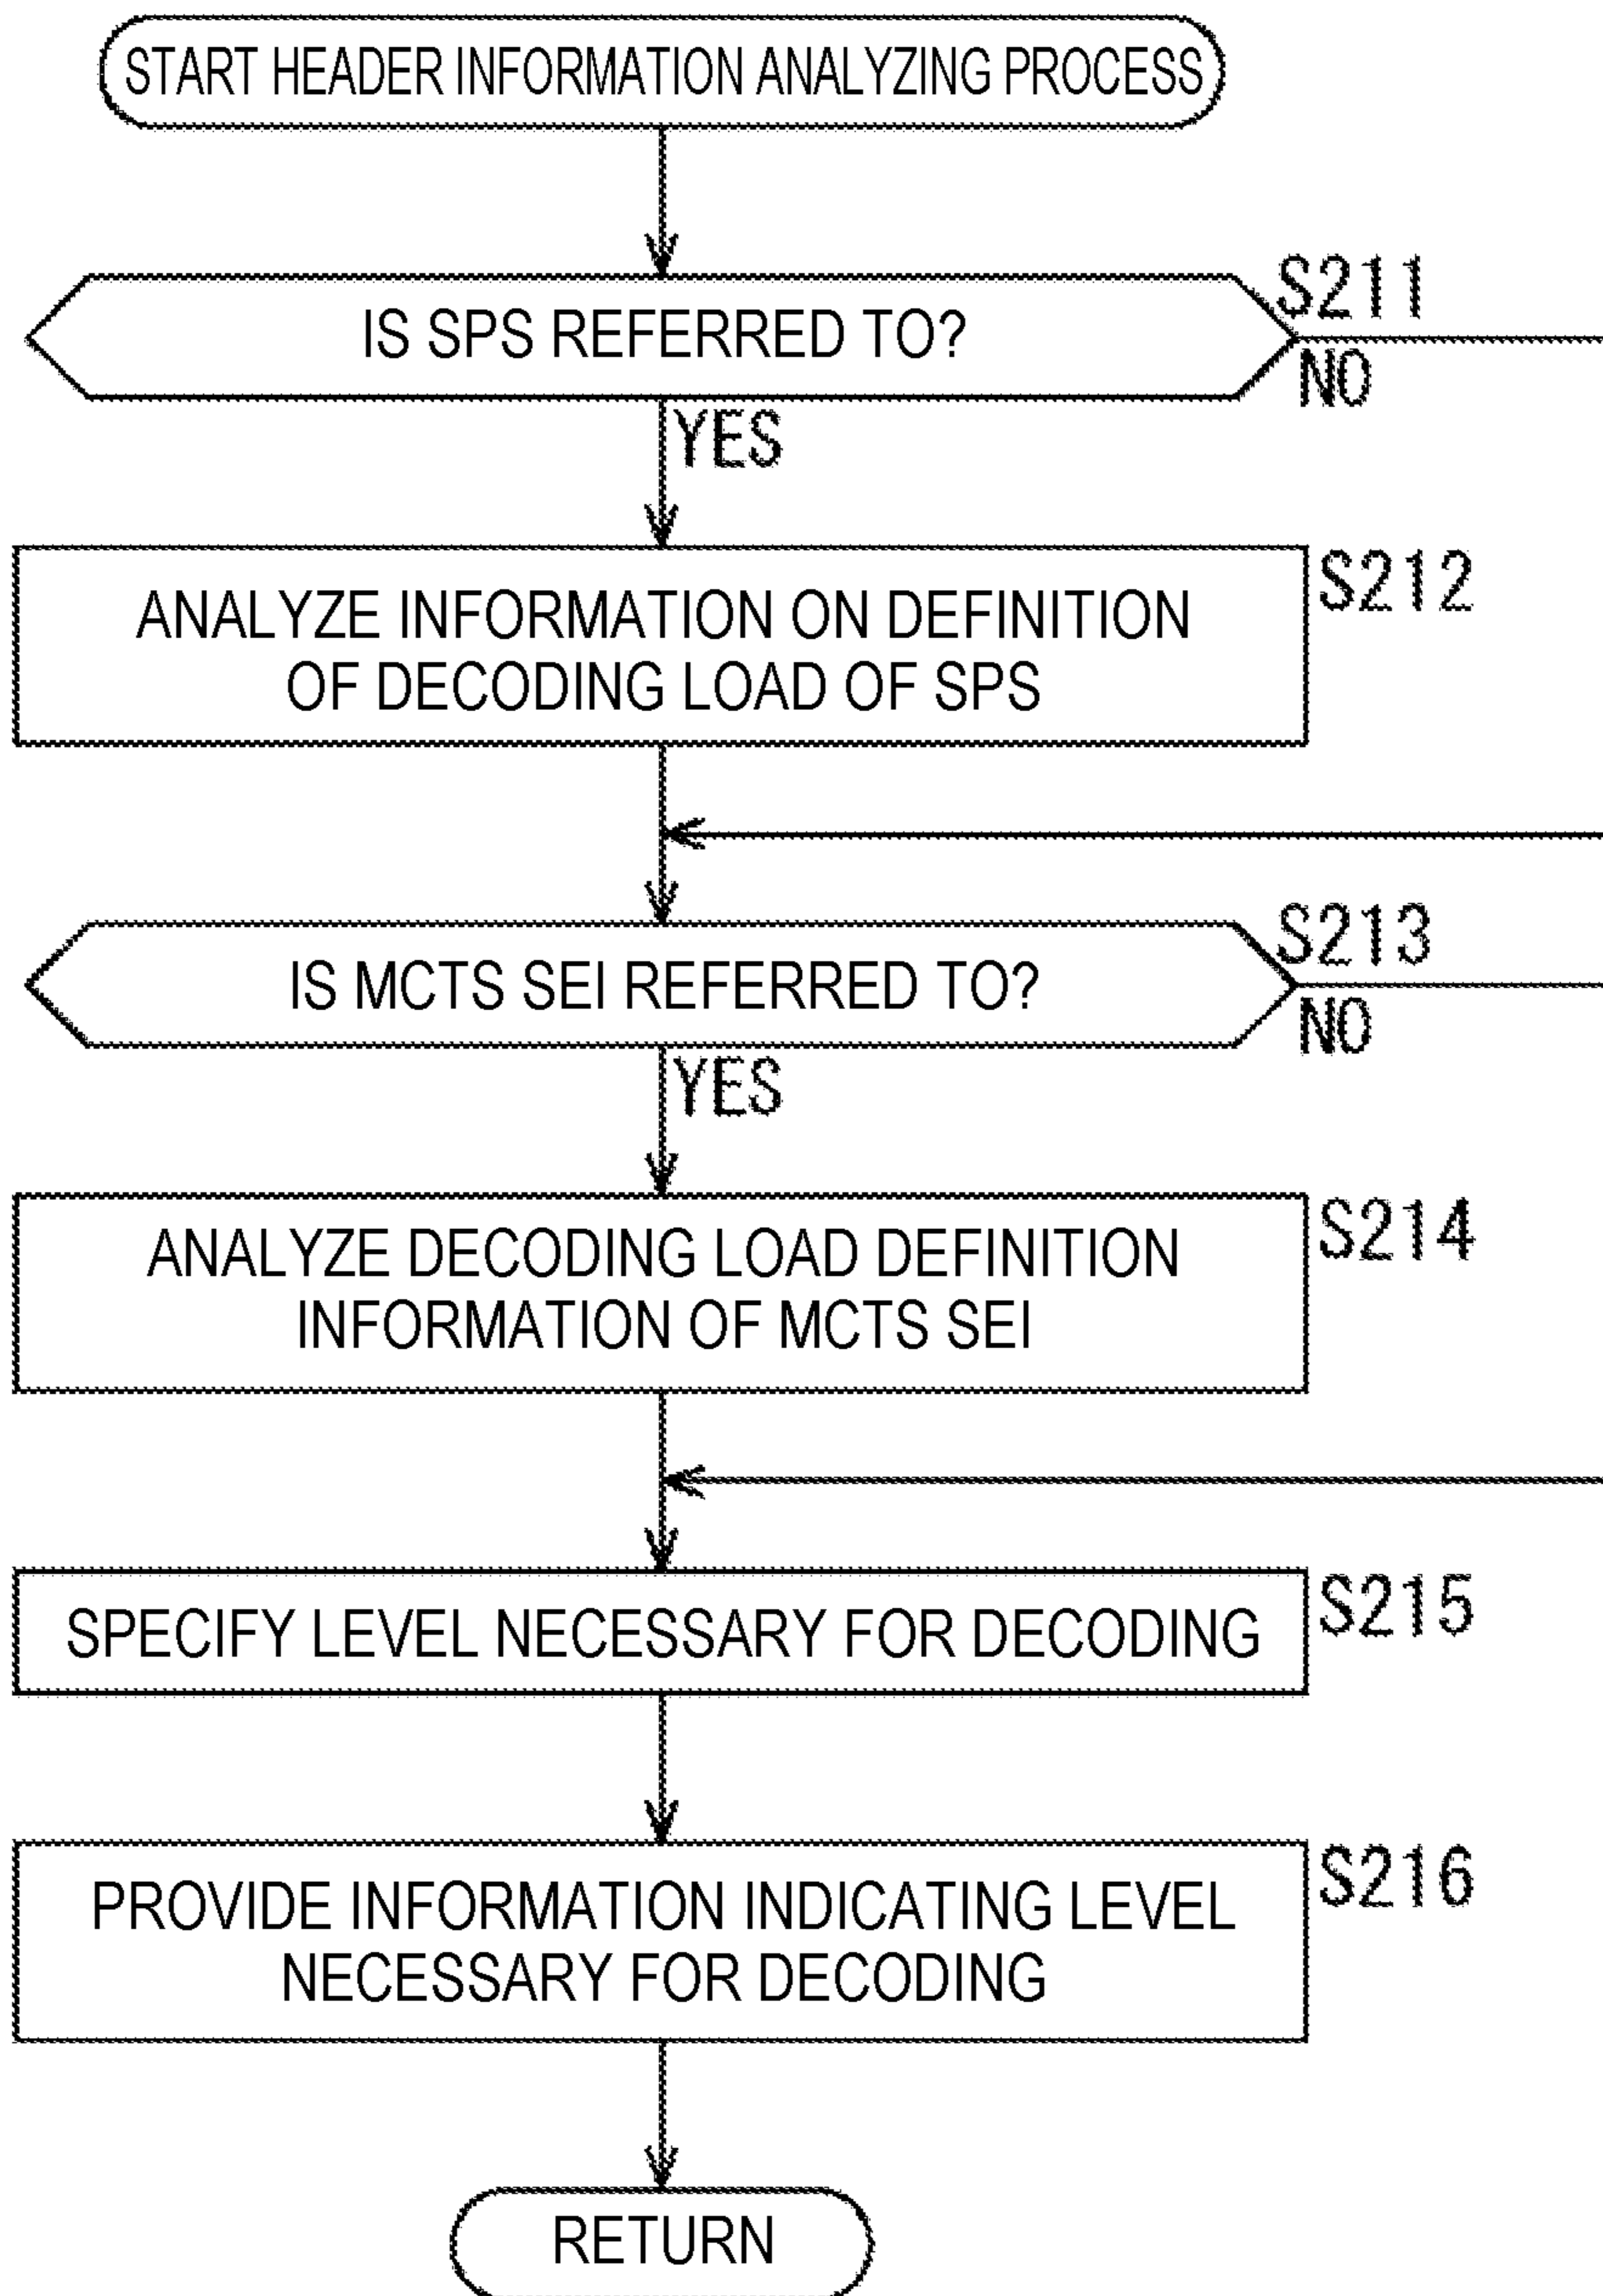 START HEADER INFORMATION ANALYZING PROCESS
S211
IS SPS REFERRED TO?
NO
YES
S212
ANALYZE INFORMATION ON DEFINITION
OF DECODING LOAD OF SPS
S213
IS MCTS SEI REFERRED TO?
NO
YES
S214
ANALYZE DECODING LOAD DEFINITION
INFORMATION OF MCTS SEI
S215
SPECIFY LEVEL NECESSARY FOR DECODING
S216
PROVIDE INFORMATION INDICATING LEVEL
NECESSARY FOR DECODING
RETURN